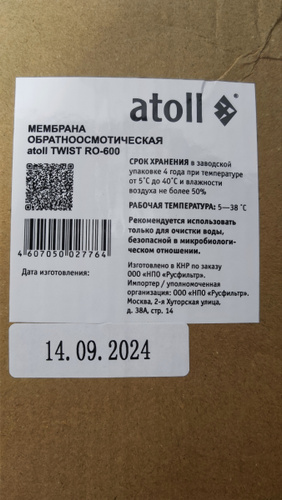 atoll
МЕМБРАНА
ОБРАТНООСМОТИЧЕСКАЯ
atoll TWIST RO-600
СРОК ХРАНЕНИЯ в заводской
упаковке 4 года при температуре
от 5˚С до 40˚С и влажности
воздуха не более 50%
РАБОЧАЯ ТЕМПЕРАТУРА: 5—38 ˚С
Рекомендуется использовать
только для очистки воды,
безопасной в микробиологи-
ческом отношении.
Изготовлено в КНР по заказу
ООО «НПО «Русфильтр».
Импортер / уполномоченная
организация: ООО «НПО «Русфильтр».
Москва, 2-я Хуторская улица,
д. 38А, стр. 14
4 607050 027764
Дата изготовления:
14.09.2024